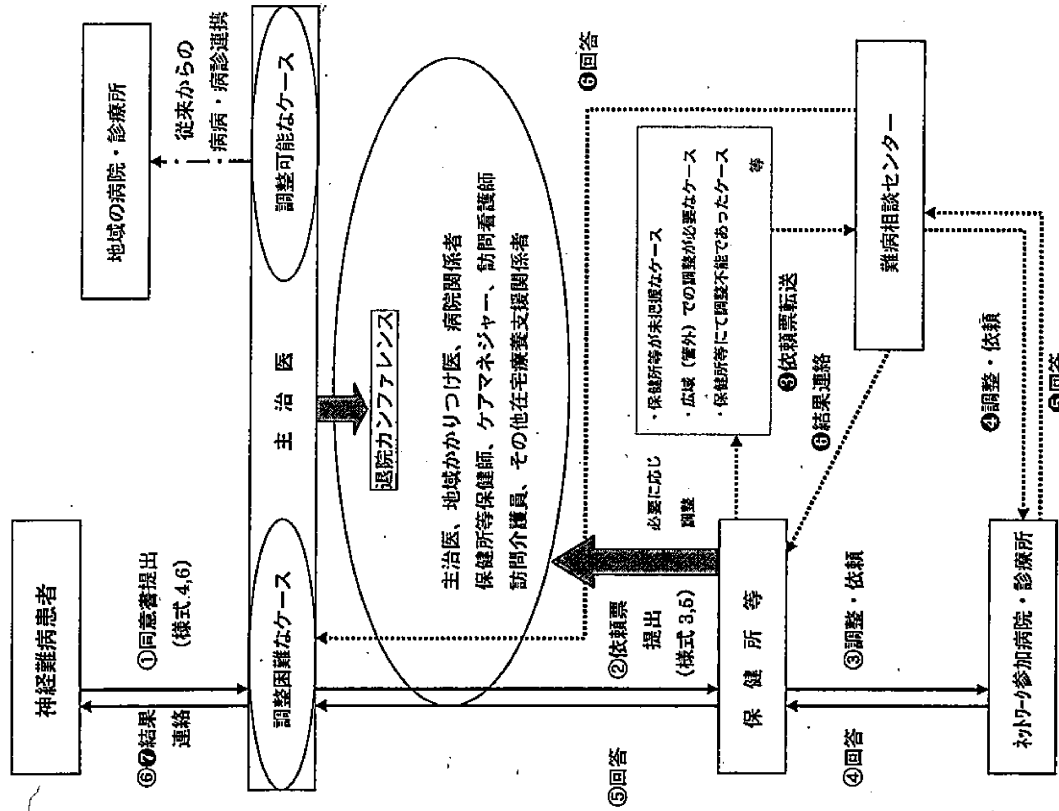 神経難病患者
①同意書提出
(様式 4,6)
⑥❼結果
連絡
地域の病院・診療所
従来からの
病病・病診連携
調整困難なケース
主 治 医
調整可能なケース
退院カンファレンス
主治医、地域かかりつけ医、病院関係者
保健所等保健師、ケアマネジャー、訪問看護師
訪問介護員、その他在宅療養支援関係者
②依頼票
提出
(様式 3,5)
⑤回答
必要に応じ
調整
・保健所等が未把握なケース
・広域（管外）での調整が必要なケース
・保健所等にて調整不能であったケース
等
❻回答
❸依頼票転送
❻結果連絡
保 健 所 等
難病相談センター
③調整・依頼
④回答
❹調整・依頼
❺回答
ネットワーク参加病院・診療所